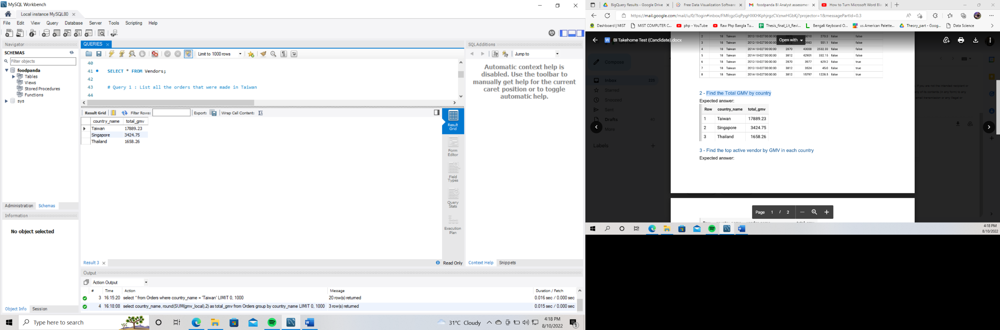 MySQL Workbench
Local instance MySQL80
File Edit View Query Database Server Tools Scripting Help
Navigator
SCHEMAS
Filter objects
foodpanda
Tables
Views
Stored Procedures
Functions
sys
Administration Schemas
Information
No object selected
Object Info Session
QUERIES
Limit to 1000 rows
40
41 SELECT * FROM Vendors;
42
43 # Query 1 : List all the orders that were made in Taiwan
44
Result Grid Filter Rows: Export: Wrap Cell Content:
country_name total_gmv
Taiwan 17889.23
Singapore 3424.75
Thailand 1658.26
Result Grid
Form Editor
Field Types
Query Stats
Execution Plan
Result 3 Read Only
SQLAdditions
Jump to
Automatic context help is
disabled. Use the toolbar to
manually get help for the current
caret position or to toggle
automatic help.
Context Help Snippets
Output
Action Output
# Time Action Message Duration / Fetch
3 16:15:20 select * from Orders where country_name = 'Taiwan' LIMIT 0, 1000 20 row(s) returned 0.016 sec / 0.000 sec
4 16:18:08 select country_name, round(SUM(gmv_local),2) as total_gmv from Orders group by country_name LIMIT 0, 1000 3 row(s) returned 0.015 sec / 0.000 sec
Type here to search
31°C Cloudy
4:18 PM
8/10/2022
1
BigQuery Results - Google Drive Free Data Visualization Software foodpanda BI Analyst assessmen How to Turn Microsoft Word Bla
https://mail.google.com/mail/u/0/?login#inbox/FMfcgzGqPpgHXKHKphjrgzCVznwHGbKj?projector=1&messagePartId=0.3
Dashboard | MIST MIST COMPUTER C... php - YouTube Raw Php Bangla Tu... Thesis_final_Lit_Revi... Bengali Keyboard O... us American Palette... Theory_part - Goog... Data Science
W BI Takehome Test (Candidate).docx
Open with
Compose
Inbox 225
Starred
Snoozed
Sent
Drafts 40
More
Labels
2 18 Taiwan 2012-10-02T00:00:00 270.3 false false
3 18 Taiwan 2012-10-02T00:00:00 551.1 false false
4 18 Taiwan 2014-10-02T00:00:00 2870 43008 2532.33 false false
5 18 Taiwan 2014-10-02T00:00:00 3812 42901 332.15 false false
6 18 Taiwan 2012-10-02T00:00:00 2870 3977 629.2 false true
7 18 Taiwan 2012-10-02T00:00:00 3812 3524 45.0 false true
8 18 Taiwan 2014-10-02T00:00:00 3812 15797 1228.5 false true
2 - Find the Total GMV by country
Expected answer:
Row country_name total_gmv
1 Taiwan 17889.23
2 Singapore 3424.75
3 Thailand 1658.26
3 - Find the top active vendor by GMV in each country
Expected answer:
Page 1 / 2
4:18 PM
8/10/2022